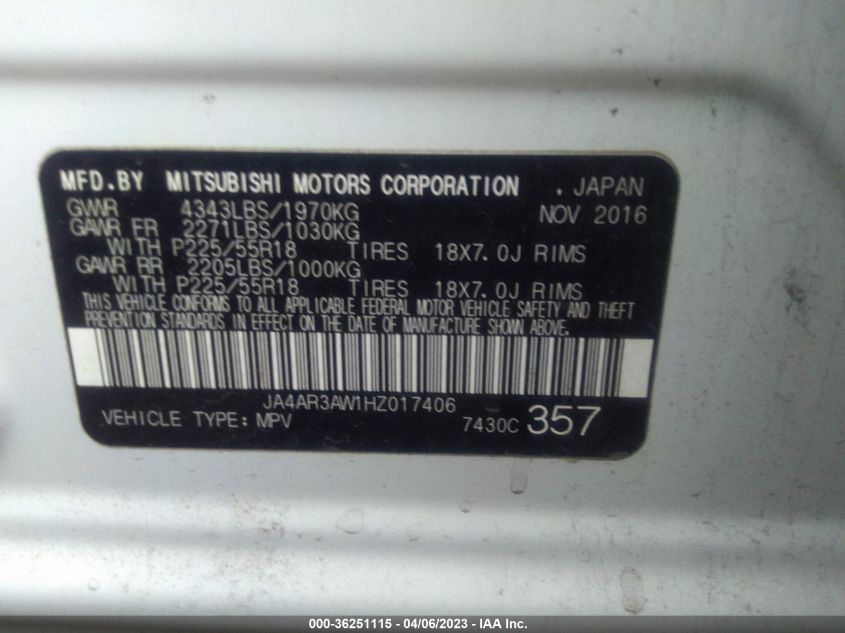 MFD.BY MITSUBISHI MOTORS CORPORATION . JAPAN
GVWR 4343LBS/1970KG NOV 2016
GAWR FR 2271LBS/1030KG
WITH P225/55R18 TIRES 18X7.0J RIMS
GAWR RR 2205LBS/1000KG
WITH P225/55R18 TIRES 18X7.0J RIMS
THIS VEHICLE CONFORMS TO ALL APPLICABLE FEDERAL MOTOR VEHICLE SAFETY AND THEFT
PREVENTION STANDARDS IN EFFECT ON THE DATE OF MANUFACTURE SHOWN ABOVE.
JA4AR3AW1HZ017406
VEHICLE TYPE: MPV 7430C 357
000-36251115 - 04/06/2023 - IAA Inc.